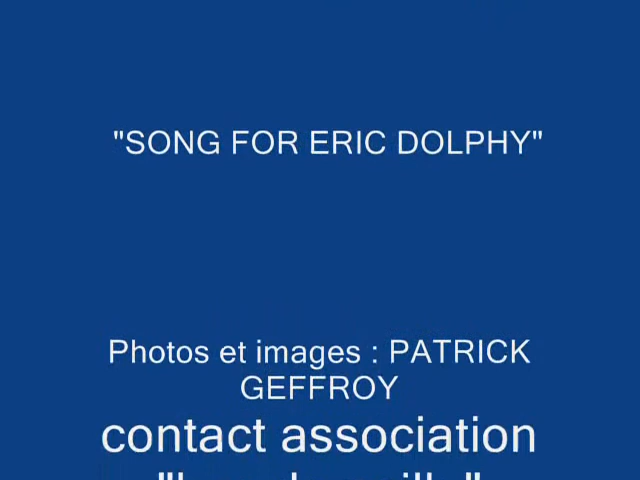 "SONG FOR ERIC DOLPHY"
Photos et images : PATRICK
GEFFROY
contact association